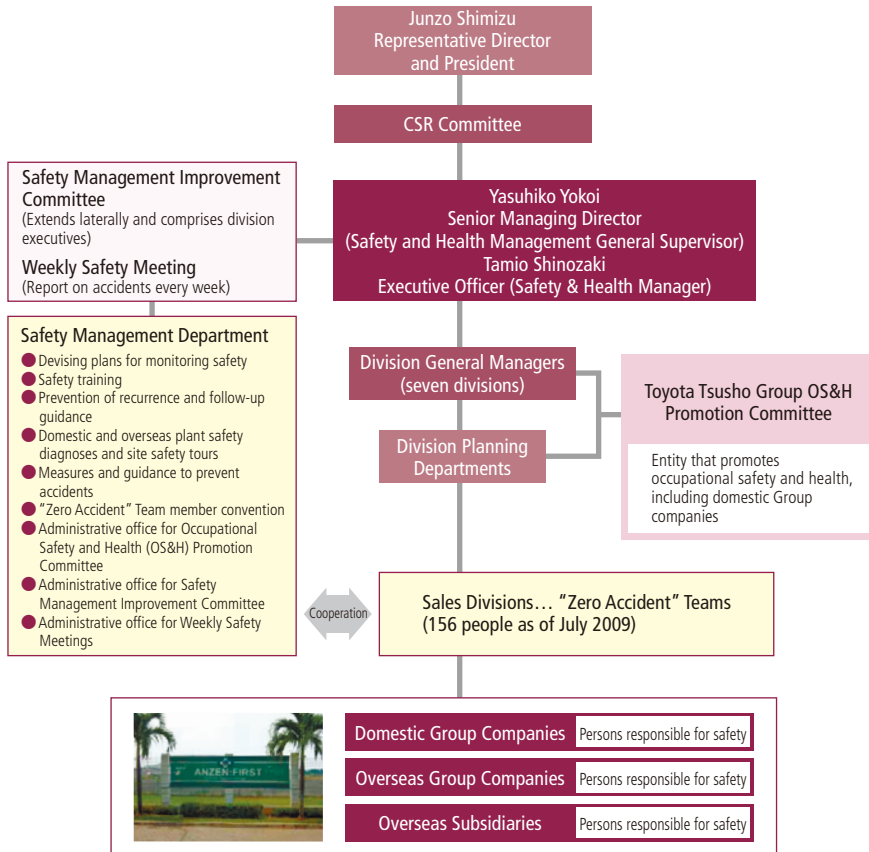 Junzo Shimizu
Representative Director
and President
CSR Committee
Safety Management Improvement
Committee
(Extends laterally and comprises division
executives)
Weekly Safety Meeting
(Report on accidents every week)
Yasuhiko Yokoi
Senior Managing Director
(Safety and Health Management General Supervisor)
Tamio Shinozaki
Executive Officer (Safety & Health Manager)
Safety Management Department
● Devising plans for monitoring safety
● Safety training
● Prevention of recurrence and follow-up
guidance
● Domestic and overseas plant safety
diagnoses and site safety tours
● Measures and guidance to prevent
accidents
● "Zero Accident" Team member convention
● Administrative office for Occupational
Safety and Health (OS&H) Promotion
Committee
● Administrative office for Safety
Management Improvement Committee
● Administrative office for Weekly Safety
Meetings
Division General Managers
(seven divisions)
Division Planning
Departments
Toyota Tsusho Group OS&H
Promotion Committee
Entity that promotes
occupational safety and health,
including domestic Group
companies
Cooperation
Sales Divisions... "Zero Accident" Teams
(156 people as of July 2009)
ANZEN-FIRST
Domestic Group Companies Persons responsible for safety
Overseas Group Companies Persons responsible for safety
Overseas Subsidiaries Persons responsible for safety